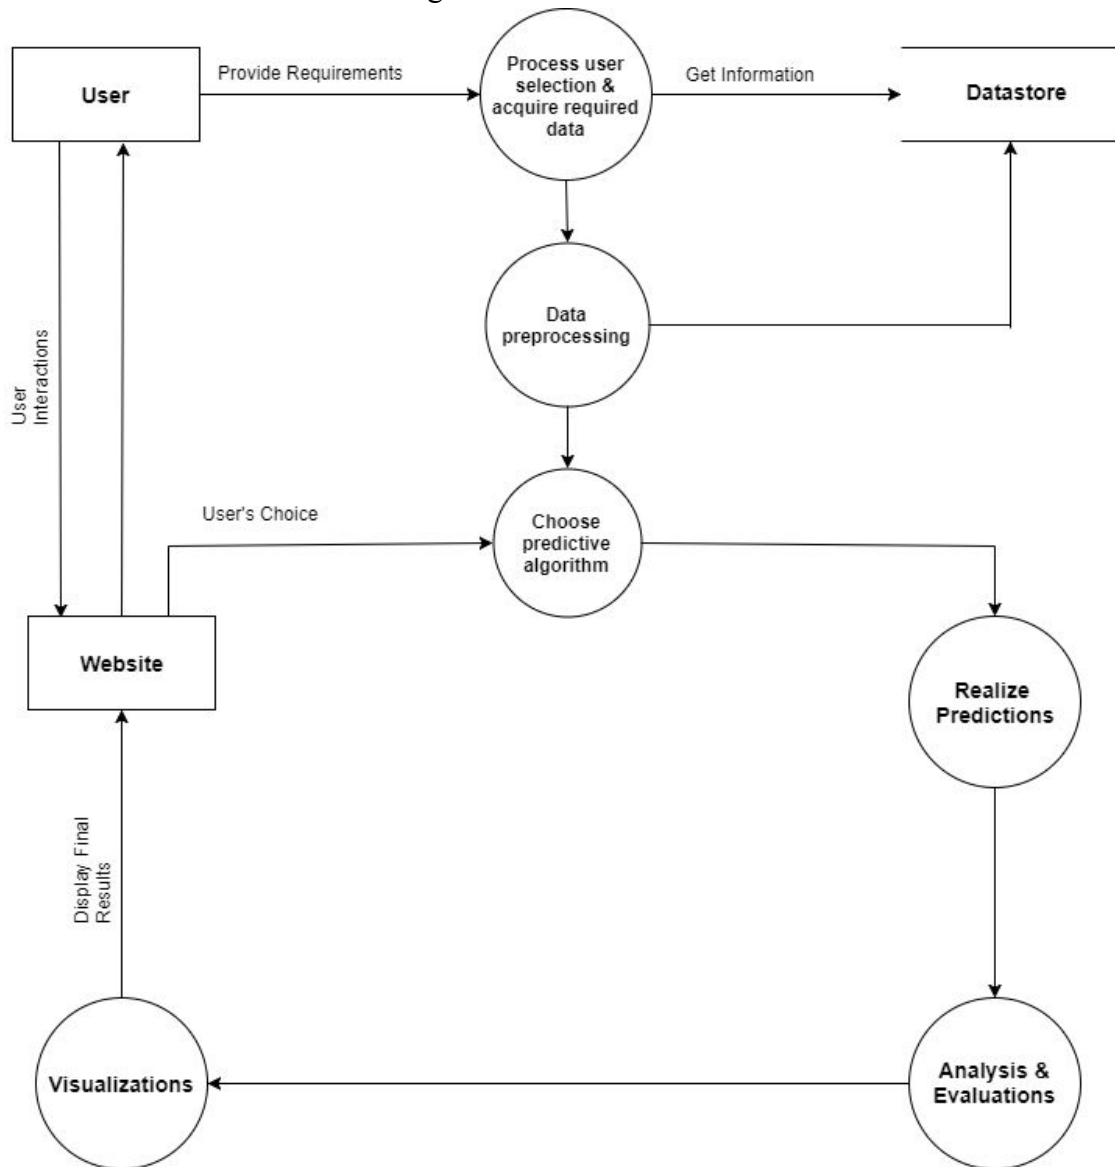 User
Provide Requirements
Process user
selection &
acquire required
data
Get Information
Datastore
Data
preprocessing
User
Interactions
User's Choice
Choose
predictive
algorithm
Website
Realize
Predictions
Display Final
Results
Visualizations
Analysis &
Evaluations